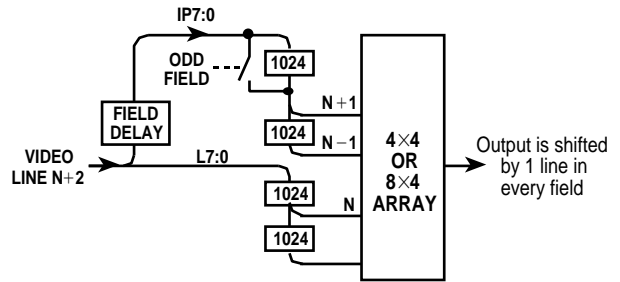 IP7:0
ODD
FIELD
1024
FIELD
DELAY
N+1
1024
N−1
VIDEO
LINE N+2
L7:0
4×4
OR
8×4
ARRAY
Output is shifted
by 1 line in
every field
1024
N
1024